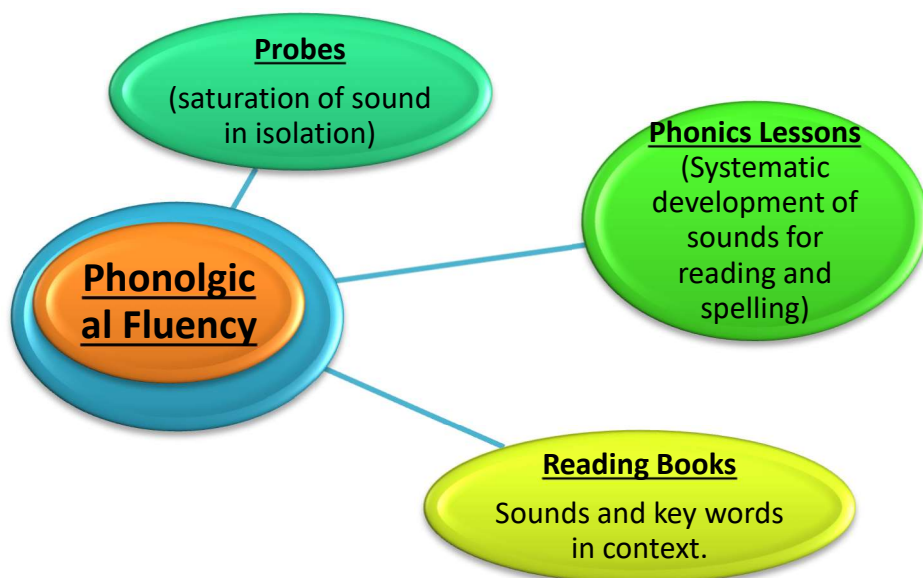 Probes
(saturation of sound
in isolation)
Phonics Lessons
(Systematic
development of
sounds for
reading and
spelling)
Phonolgic
al Fluency
Reading Books
Sounds and key words
in context.